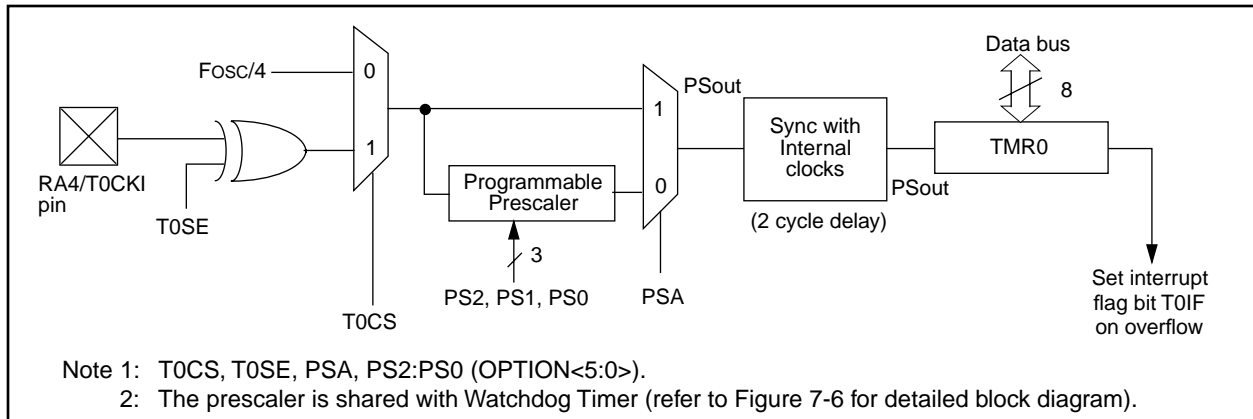 Data bus
8
FOSC/4
0
1
PSout
1
0
Sync with
Internal
clocks
(2 cycle delay)
PSout
TMR0
RA4/T0CKI
pin
T0SE
Programmable
Prescaler
3
PS2, PS1, PS0
T0CS
PSA
Set interrupt
flag bit T0IF
on overflow
Note 1: T0CS, T0SE, PSA, PS2:PS0 (OPTION<5:0>).
2: The prescaler is shared with Watchdog Timer (refer to Figure 7-6 for detailed block diagram).